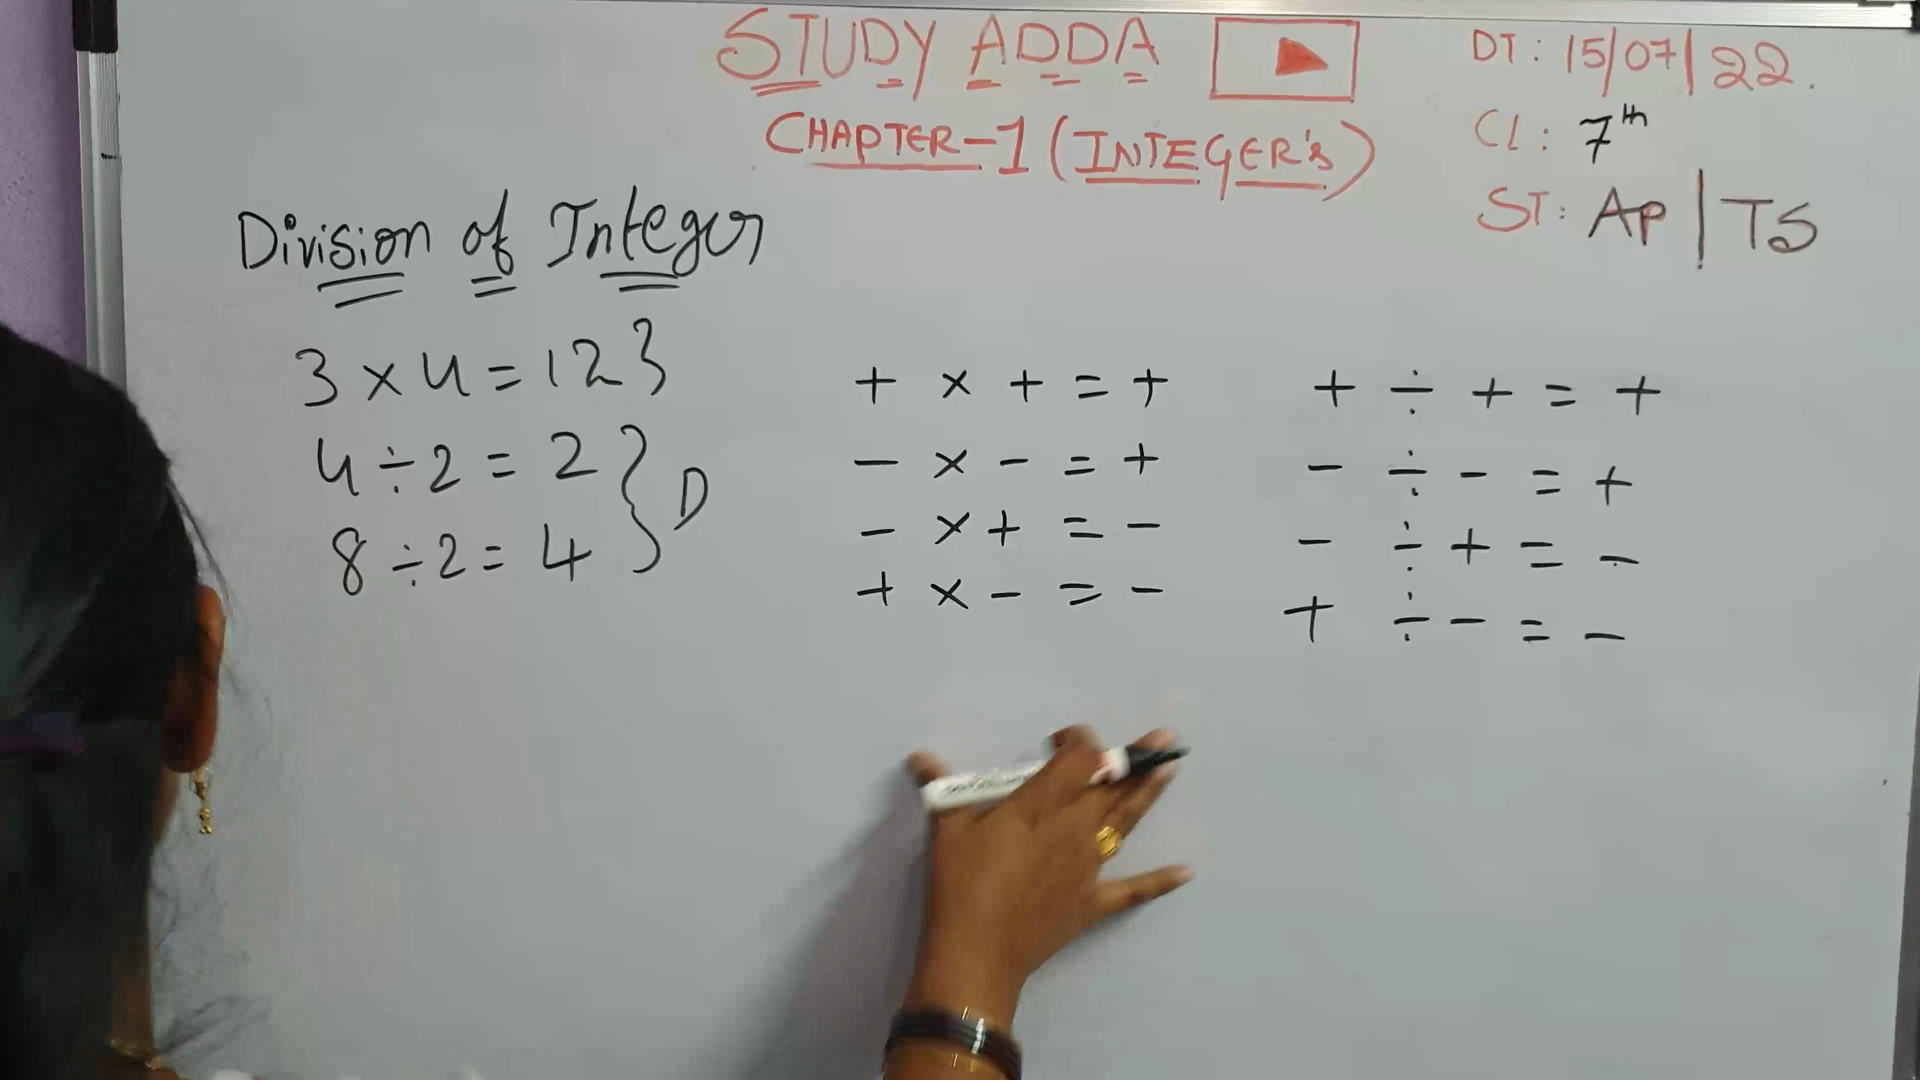 STUDY ADDA
CHAPTER-1 (INTEGER's)
DT: 15/07/22.
CL: 7th
ST: AP | TS
Division of Integer
3 × 4 = 12 }
4 ÷ 2 = 2
8 ÷ 2 = 4
} D
+ × + = +
- × - = +
- × + = -
+ × - = -
+ ÷ + = +
- ÷ - = +
- ÷ + = -
+ ÷ - = -